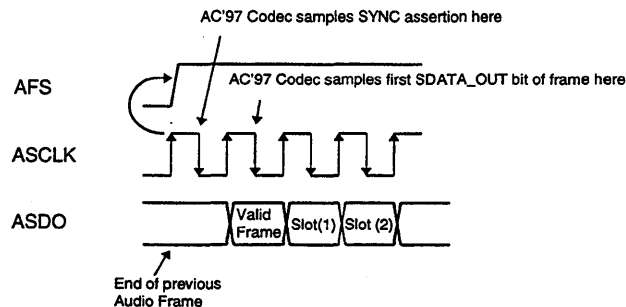 AC'97 Codec samples SYNC assertion here
AFS
AC'97 Codec samples first SDATA_OUT bit of frame here
ASCLK
ASDO
Valid
Frame
Slot(1)
Slot (2)
End of previous
Audio Frame